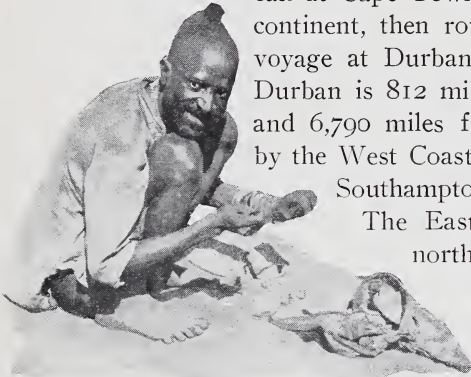 at Cape
continent, then
voyage at Durban
Durban is 812
and 6,790 miles
by the West Coast
Southampto
The East
north